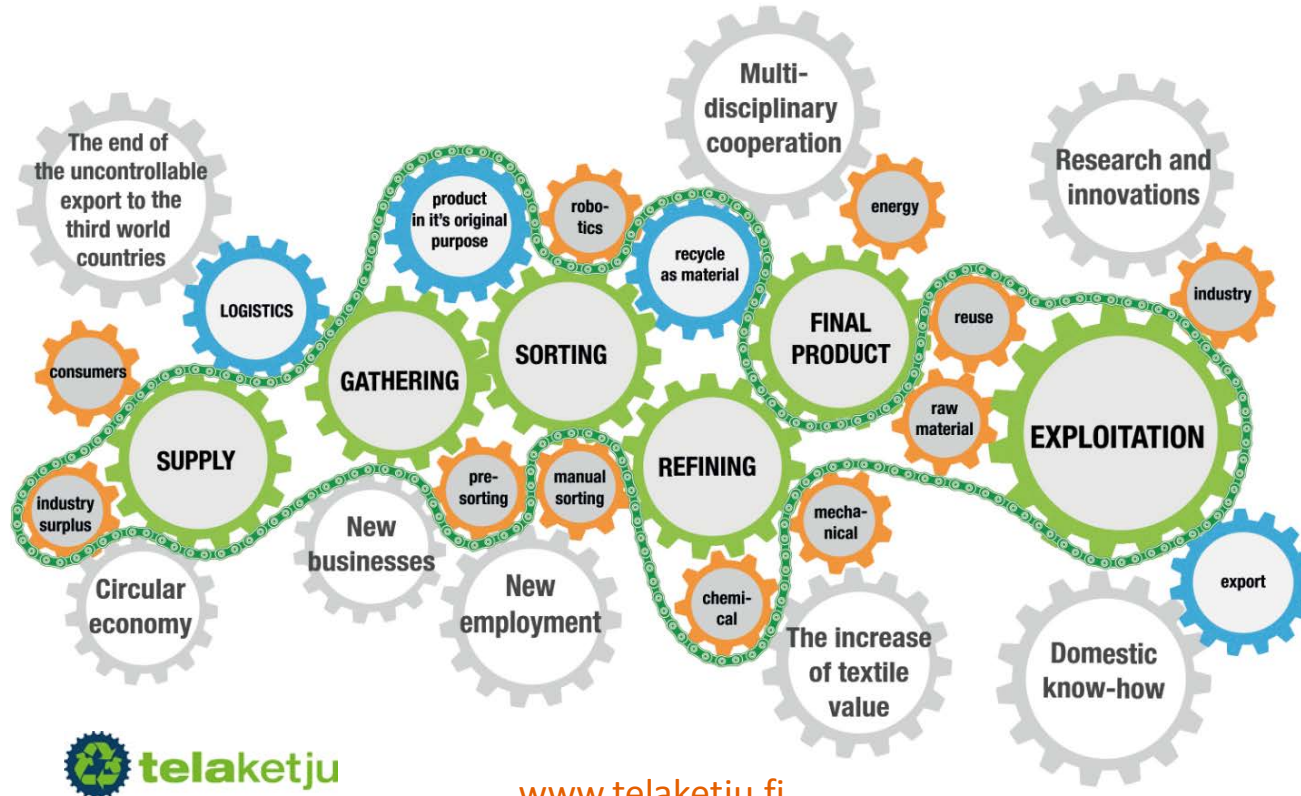 The end of
the uncontrollable
export to the
third world
countries
LOGISTICS
consumers
SUPPLY
industry
surplus
Circular
economy
product
in it's original
purpose
GATHERING
New
businesses
pre-
sorting
New
employment
robo-
tics
SORTING
manual
sorting
Multi-
disciplinary
cooperation
recycle
as material
REFINING
chemi-
cal
mecha-
nical
The increase
of textile
value
energy
FINAL
PRODUCT
reuse
raw
material
Research and
innovations
industry
EXPLOITATION
export
Domestic
know-how
telaketju
www.telaketju.fi